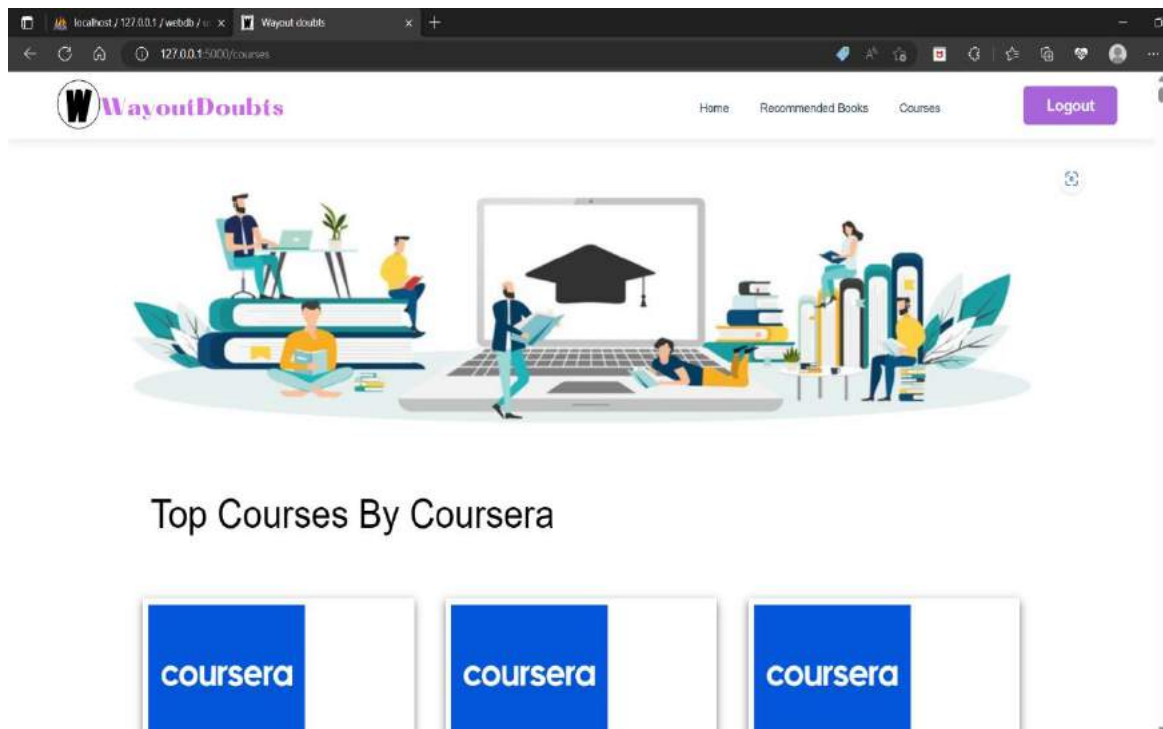 localhost / 127.0.0.1 / webdb /
Wayout doubts
127.0.0.1:5000/courses
W WayoutDoubts
Home
Recommended Books
Courses
Logout
Top Courses By Coursera
coursera
coursera
coursera